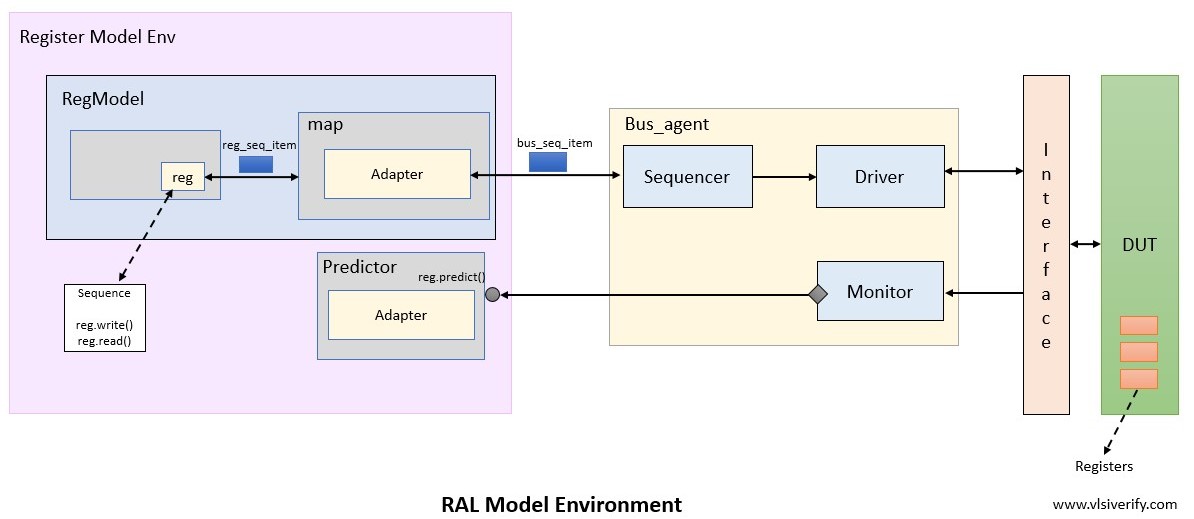 Register Model Env
RegModel
map
reg_seq_item
reg
Adapter
bus_seq_item
Bus_agent
Sequencer
Driver
Interface
DUT
Predictor
reg.predict()
Adapter
Monitor
Sequence
reg.write()
reg.read()
Registers
RAL Model Environment
www.vlsiverify.com